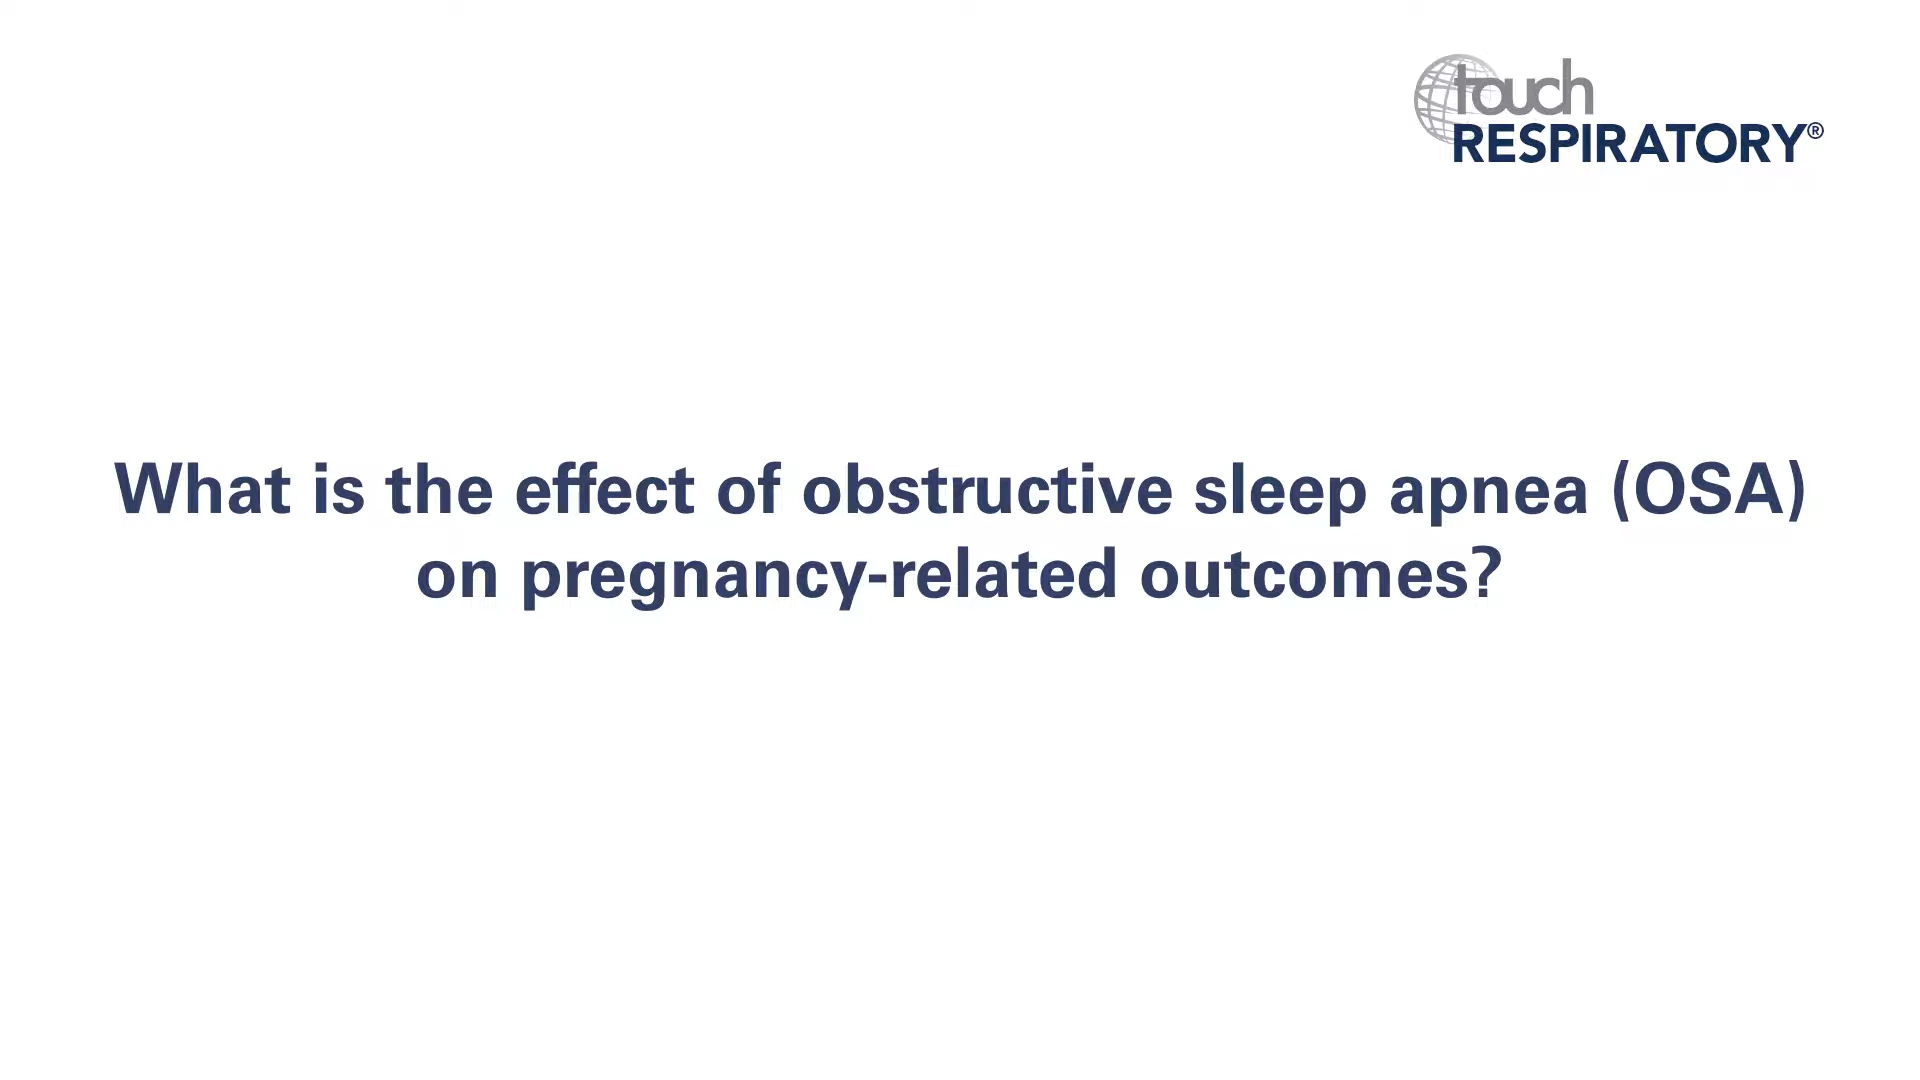 touch
RESPIRATORY®
What is the effect of obstructive sleep apnea (OSA)
on pregnancy-related outcomes?